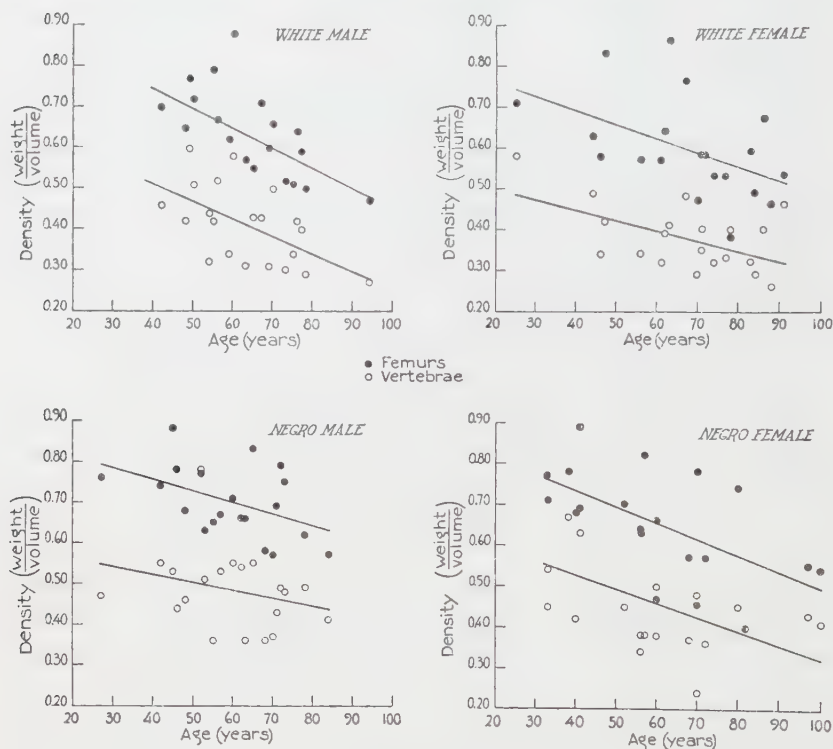 WHITE MALE
0.90
0.80
0.70
0.60
0.50
0.40
0.30
0.20
Density (weight/volume)
20 30 40 50 60 70 80 90 100
Age (years)
WHITE FEMALE
0.90
0.80
0.70
0.60
0.50
0.40
0.30
0.20
Density (weight/volume)
20 30 40 50 60 70 80 90 100
Age (years)
● Femurs
○ Vertebrae
NEGRO MALE
0.90
0.80
0.70
0.60
0.50
0.40
0.30
0.20
Density (weight/volume)
20 30 40 50 60 70 80 90 100
Age (years)
NEGRO FEMALE
0.90
0.80
0.70
0.60
0.50
0.40
0.30
0.20
Density (weight/volume)
20 30 40 50 60 70 80 90 100
Age (years)